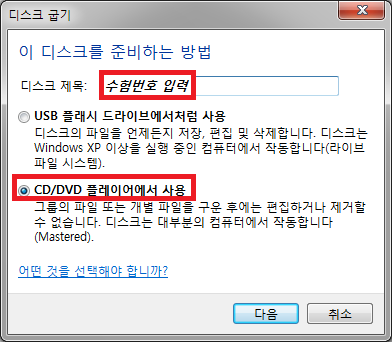 디스크 굽기
이 디스크를 준비하는 방법
디스크 제목: 수험번호 입력
USB 플래시 드라이브에서처럼 사용
디스크의 파일을 언제든지 저장, 편집 및 삭제합니다. 디스크는
Windows XP 이상을 실행 중인 컴퓨터에서 작동합니다(라이브
파일 시스템).
CD/DVD 플레이어에서 사용
그룹의 파일 또는 개별 파일을 구운 후에는 편집하거나 제거할
수 없습니다. 디스크는 대부분의 컴퓨터에서 작동합니다
(Mastered).
어떤 것을 선택해야 합니까?
다음 취소